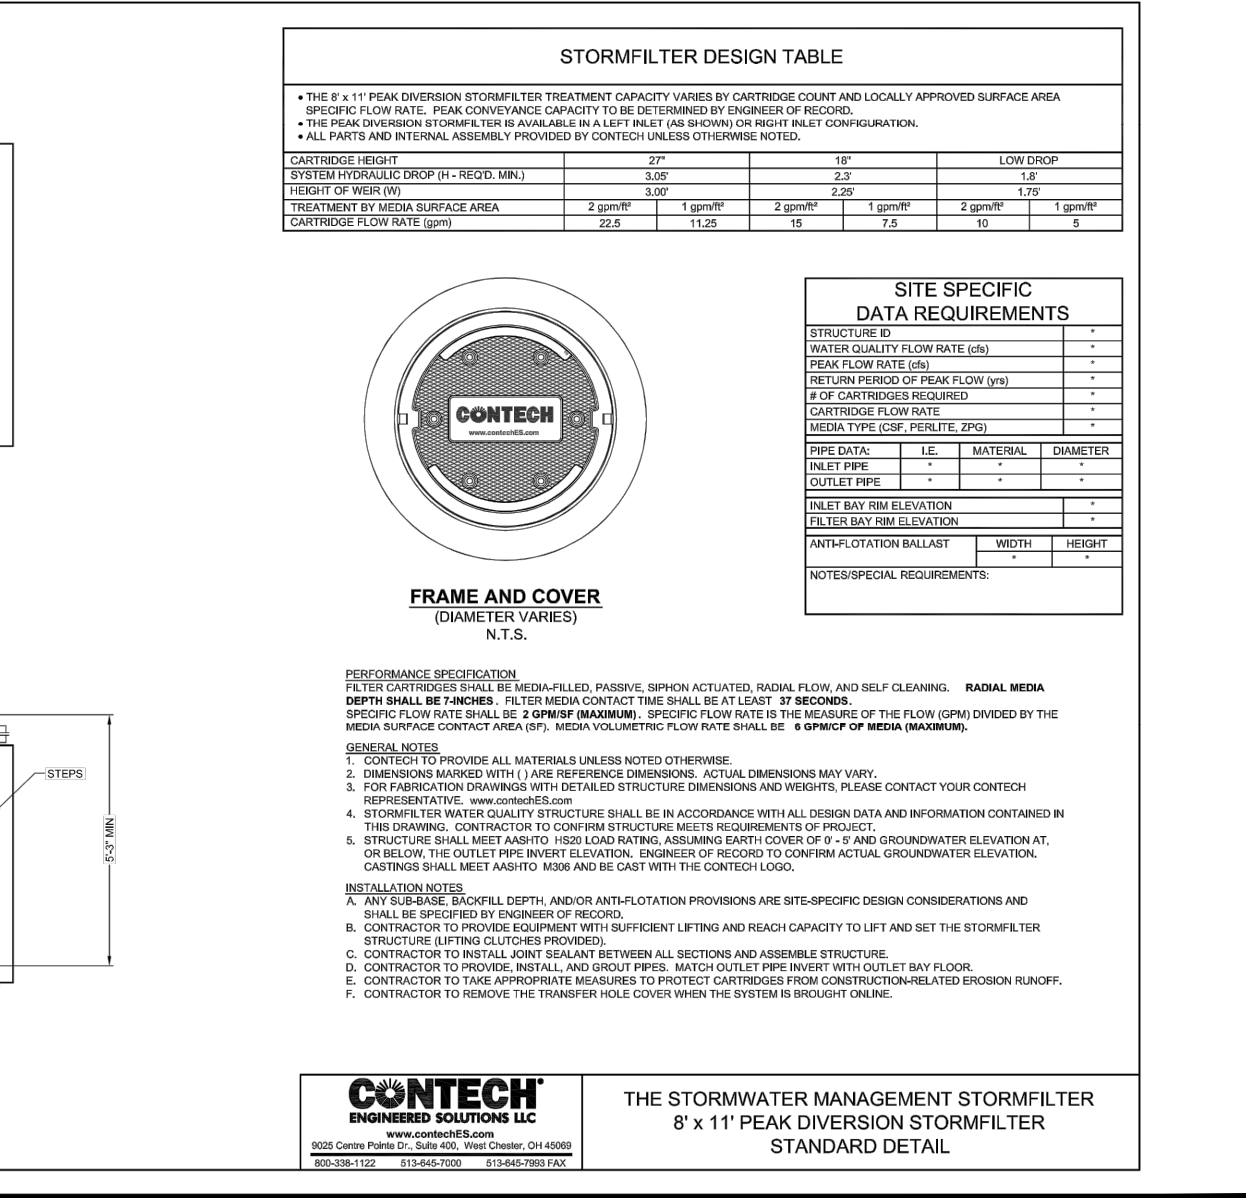 STORMFILTER DESIGN TABLE
• THE 8' x 11' PEAK DIVERSION STORMFILTER TREATMENT CAPACITY VARIES BY CARTRIDGE COUNT AND LOCALLY APPROVED SURFACE AREA
SPECIFIC FLOW RATE. PEAK CONVEYANCE CAPACITY TO BE DETERMINED BY ENGINEER OF RECORD.
• THE PEAK DIVERSION STORMFILTER IS AVAILABLE IN A LEFT INLET (AS SHOWN) OR RIGHT INLET CONFIGURATION.
• ALL PARTS AND INTERNAL ASSEMBLY PROVIDED BY CONTECH UNLESS OTHERWISE NOTED.
CARTRIDGE HEIGHT 27" 18" LOW DROP
SYSTEM HYDRAULIC DROP (H - REQ'D. MIN.) 3.05' 2.3' 1.8'
HEIGHT OF WEIR (W) 3.00' 2.25' 1.75'
TREATMENT BY MEDIA SURFACE AREA 2 gpm/ft² 1 gpm/ft² 2 gpm/ft² 1 gpm/ft² 2 gpm/ft² 1 gpm/ft²
CARTRIDGE FLOW RATE (gpm) 22.5 11.25 15 7.5 10 5
CONTECH
www.contechES.com
FRAME AND COVER
(DIAMETER VARIES)
N.T.S.
SITE SPECIFIC
DATA REQUIREMENTS
STRUCTURE ID *
WATER QUALITY FLOW RATE (cfs) *
PEAK FLOW RATE (cfs) *
RETURN PERIOD OF PEAK FLOW (yrs) *
# OF CARTRIDGES REQUIRED *
CARTRIDGE FLOW RATE *
MEDIA TYPE (CSF, PERLITE, ZPG) *
PIPE DATA: I.E. MATERIAL DIAMETER
INLET PIPE * * *
OUTLET PIPE * * *
INLET BAY RIM ELEVATION *
FILTER BAY RIM ELEVATION *
ANTI-FLOTATION BALLAST WIDTH HEIGHT
* *
NOTES/SPECIAL REQUIREMENTS:
PERFORMANCE SPECIFICATION
FILTER CARTRIDGES SHALL BE MEDIA-FILLED, PASSIVE, SIPHON ACTUATED, RADIAL FLOW, AND SELF CLEANING. RADIAL MEDIA
DEPTH SHALL BE 7-INCHES. FILTER MEDIA CONTACT TIME SHALL BE AT LEAST 37 SECONDS.
SPECIFIC FLOW RATE SHALL BE 2 GPM/SF (MAXIMUM). SPECIFIC FLOW RATE IS THE MEASURE OF THE FLOW (GPM) DIVIDED BY THE
MEDIA SURFACE CONTACT AREA (SF). MEDIA VOLUMETRIC FLOW RATE SHALL BE 6 GPM/CF OF MEDIA (MAXIMUM).
GENERAL NOTES
1. CONTECH TO PROVIDE ALL MATERIALS UNLESS NOTED OTHERWISE.
2. DIMENSIONS MARKED WITH ( ) ARE REFERENCE DIMENSIONS. ACTUAL DIMENSIONS MAY VARY.
3. FOR FABRICATION DRAWINGS WITH DETAILED STRUCTURE DIMENSIONS AND WEIGHTS, PLEASE CONTACT YOUR CONTECH
REPRESENTATIVE. www.contechES.com
4. STORMFILTER WATER QUALITY STRUCTURE SHALL BE IN ACCORDANCE WITH ALL DESIGN DATA AND INFORMATION CONTAINED IN
THIS DRAWING. CONTRACTOR TO CONFIRM STRUCTURE MEETS REQUIREMENTS OF PROJECT.
5. STRUCTURE SHALL MEET AASHTO HS20 LOAD RATING, ASSUMING EARTH COVER OF 0' - 5' AND GROUNDWATER ELEVATION AT,
OR BELOW, THE OUTLET PIPE INVERT ELEVATION. ENGINEER OF RECORD TO CONFIRM ACTUAL GROUNDWATER ELEVATION.
CASTINGS SHALL MEET AASHTO M306 AND BE CAST WITH THE CONTECH LOGO.
INSTALLATION NOTES
A. ANY SUB-BASE, BACKFILL DEPTH, AND/OR ANTI-FLOTATION PROVISIONS ARE SITE-SPECIFIC DESIGN CONSIDERATIONS AND
SHALL BE SPECIFIED BY ENGINEER OF RECORD.
B. CONTRACTOR TO PROVIDE EQUIPMENT WITH SUFFICIENT LIFTING AND REACH CAPACITY TO LIFT AND SET THE STORMFILTER
STRUCTURE (LIFTING CLUTCHES PROVIDED).
C. CONTRACTOR TO INSTALL JOINT SEALANT BETWEEN ALL SECTIONS AND ASSEMBLE STRUCTURE.
D. CONTRACTOR TO PROVIDE, INSTALL, AND GROUT PIPES. MATCH OUTLET PIPE INVERT WITH OUTLET BAY FLOOR.
E. CONTRACTOR TO TAKE APPROPRIATE MEASURES TO PROTECT CARTRIDGES FROM CONSTRUCTION-RELATED EROSION RUNOFF.
F. CONTRACTOR TO REMOVE THE TRANSFER HOLE COVER WHEN THE SYSTEM IS BROUGHT ONLINE.
STEPS
5'-3" MIN
CONTECH
ENGINEERED SOLUTIONS LLC
www.contechES.com
9025 Centre Pointe Dr., Suite 400, West Chester, OH 45069
800-338-1122 513-645-7000 513-645-7993 FAX
THE STORMWATER MANAGEMENT STORMFILTER
8' x 11' PEAK DIVERSION STORMFILTER
STANDARD DETAIL